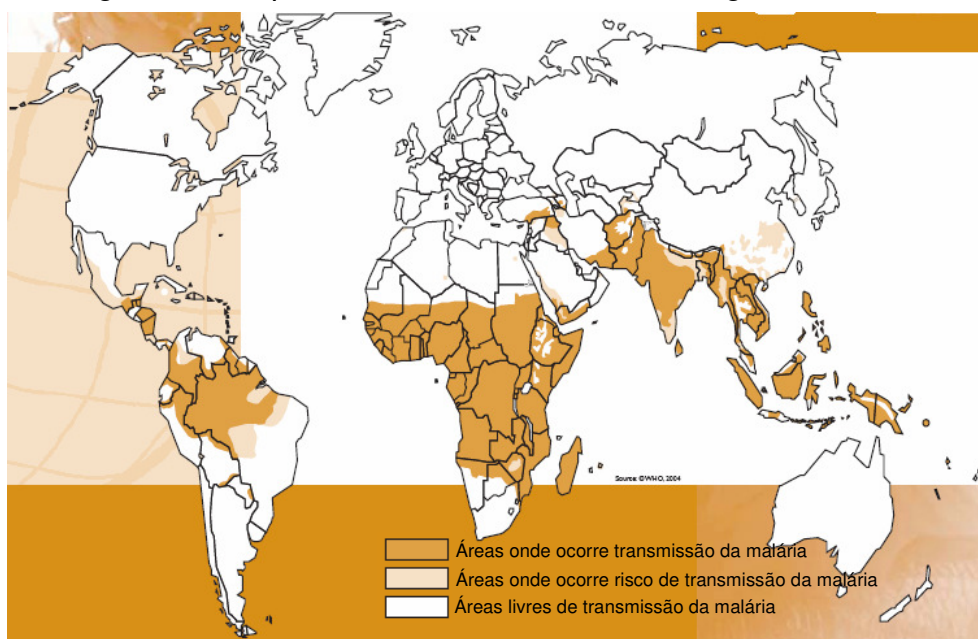 Source: ©WHO, 2004
Áreas onde ocorre transmissão da malária
Áreas onde ocorre risco de transmissão da malária
Áreas livres de transmissão da malária